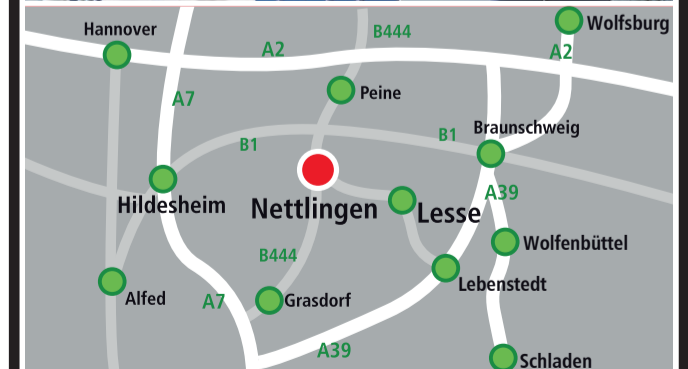 Wolfsburg
Hannover
B444
A2
A2
Peine
A7
Braunschweig
B1
B1
Hildesheim
Nettlingen
Lesse
A39
Wolfenbüttel
B444
Lebenstedt
Alfed
A7
Grasdorf
A39
Schladen